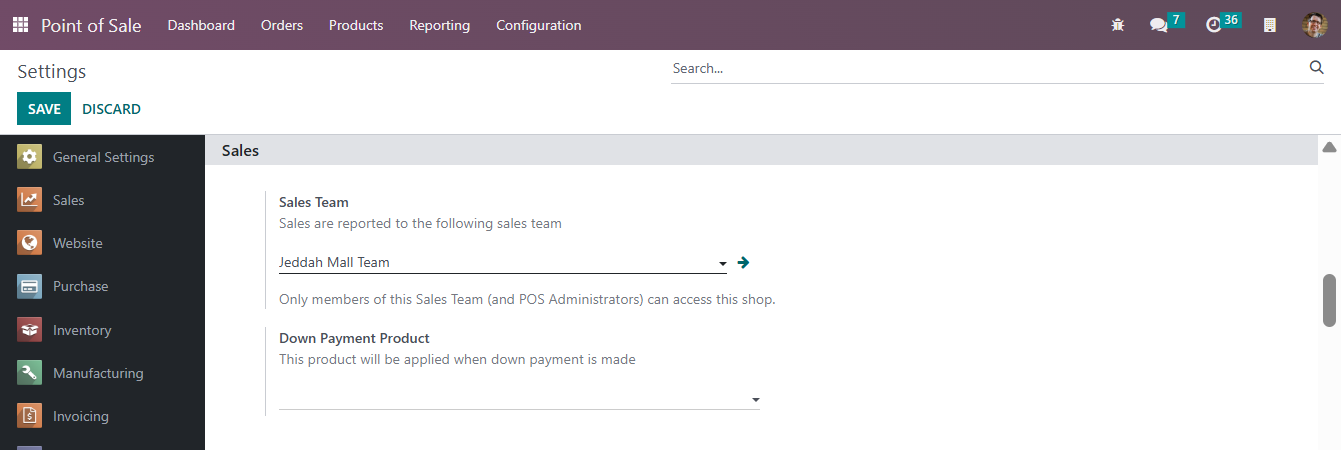 Point of Sale Dashboard Orders Products Reporting Configuration 7 36
Settings
Search...
SAVE DISCARD
General Settings
Sales
Website
Purchase
Inventory
Manufacturing
Invoicing
Sales
Sales Team
Sales are reported to the following sales team
Jeddah Mall Team
Only members of this Sales Team (and POS Administrators) can access this shop.
Down Payment Product
This product will be applied when down payment is made